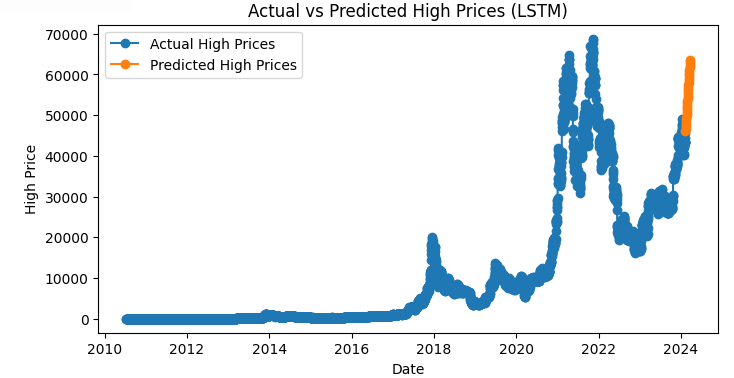 Actual vs Predicted High Prices (LSTM)
Actual High Prices
Predicted High Prices
High Price
70000
60000
50000
40000
30000
20000
10000
0
2010 2012 2014 2016 2018 2020 2022 2024
Date